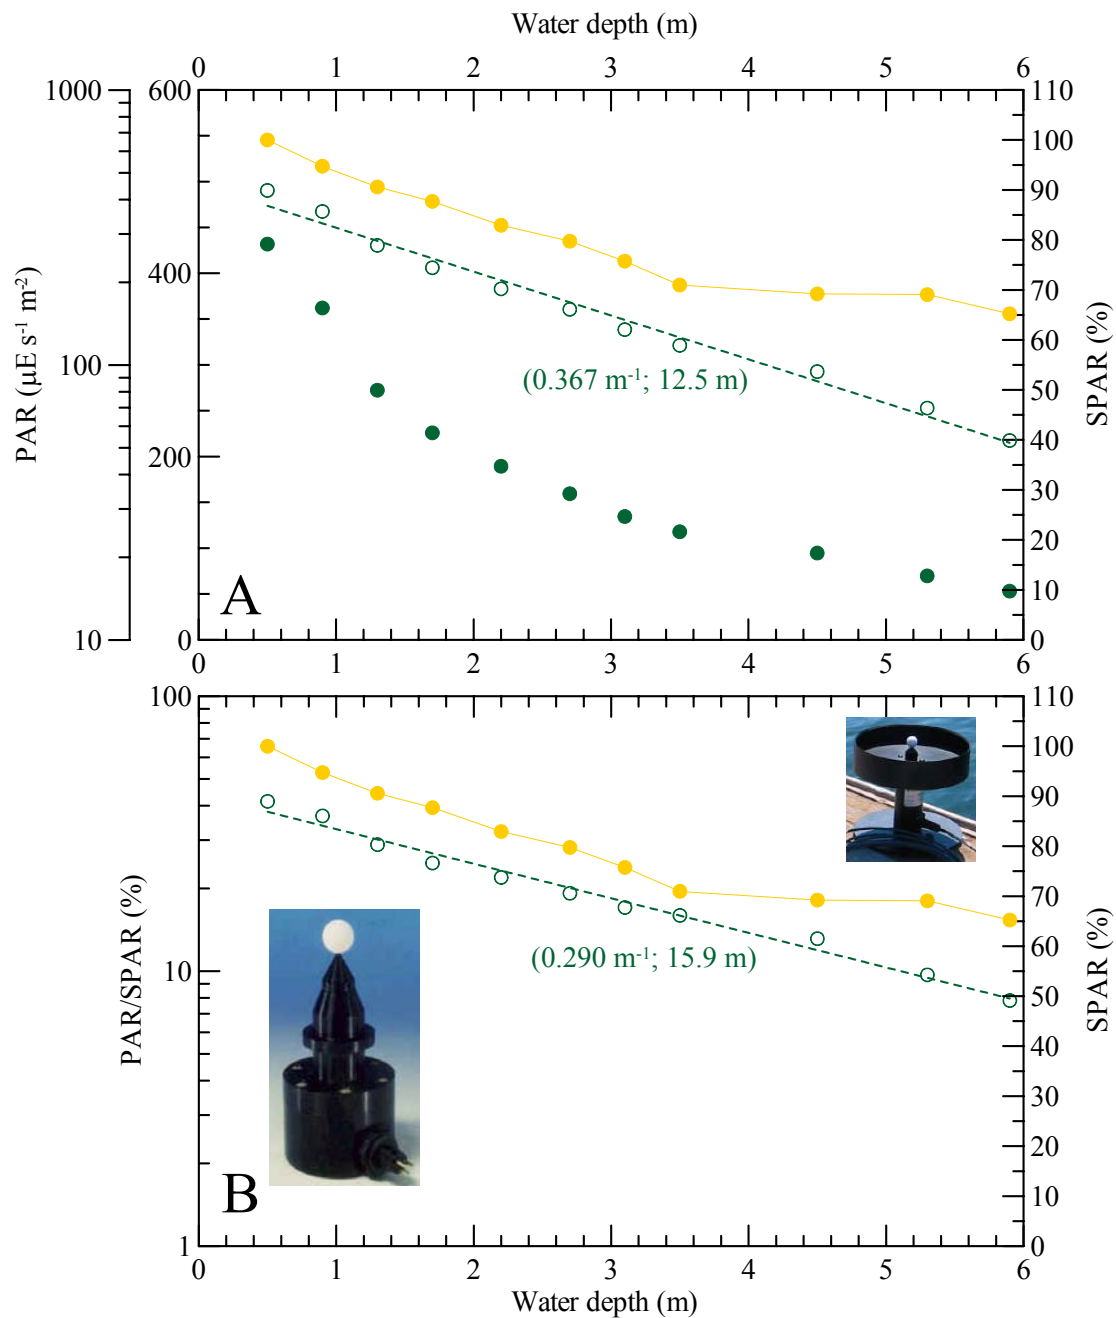 Water depth (m)
0 1 2 3 4 5 6
1000 600 110
100
90
80
400 70
60
100 (0.367 m⁻¹; 12.5 m) 50
40
200 30
20
10
10 0 0
PAR (µE s⁻¹ m⁻²)
SPAR (%)
A
0 1 2 3 4 5 6
100 110
100
90
80
70
(0.290 m⁻¹; 15.9 m) 60
10 50
40
30
20
10
1 0
PAR/SPAR (%)
SPAR (%)
B
0 1 2 3 4 5 6
Water depth (m)